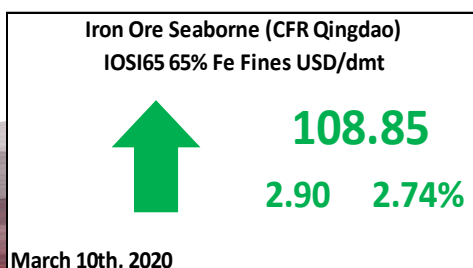 Iron Ore Seaborne (CFR Qingdao)
IOSI65 65% Fe Fines USD/dmt
108.85
2.90 2.74%
March 10th, 2020